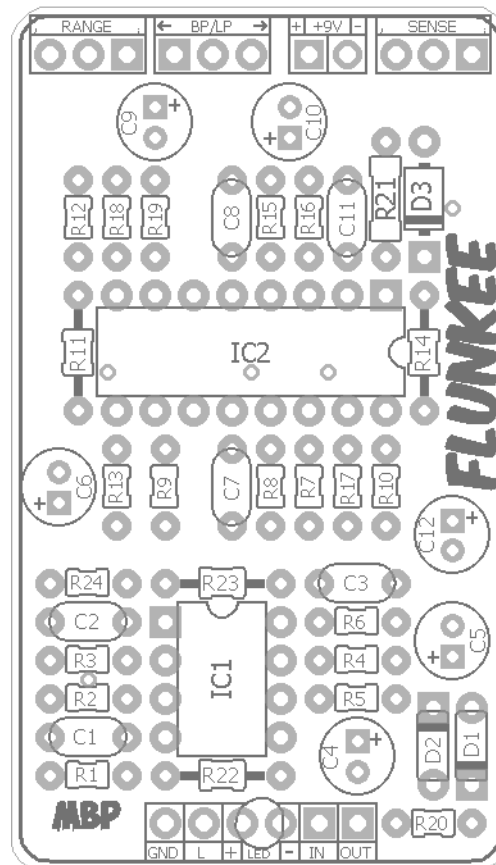 RANGE ← BP/LP → + +9V - SENSE
C9 + C10 +
R12 R18 R19 C8 R15 R16 C11 R21 D3
FLUNKEE
R11 IC2 R14
C6 + R13 R9 C7 R8 R7 R17 R10
C12 +
R24 R23 C3
C2 R6
R3 IC1 R4 C5 +
R2 R5
C1 C4 + D2 D1
R1 R22
MBP R20
GND L + LED - IN OUT